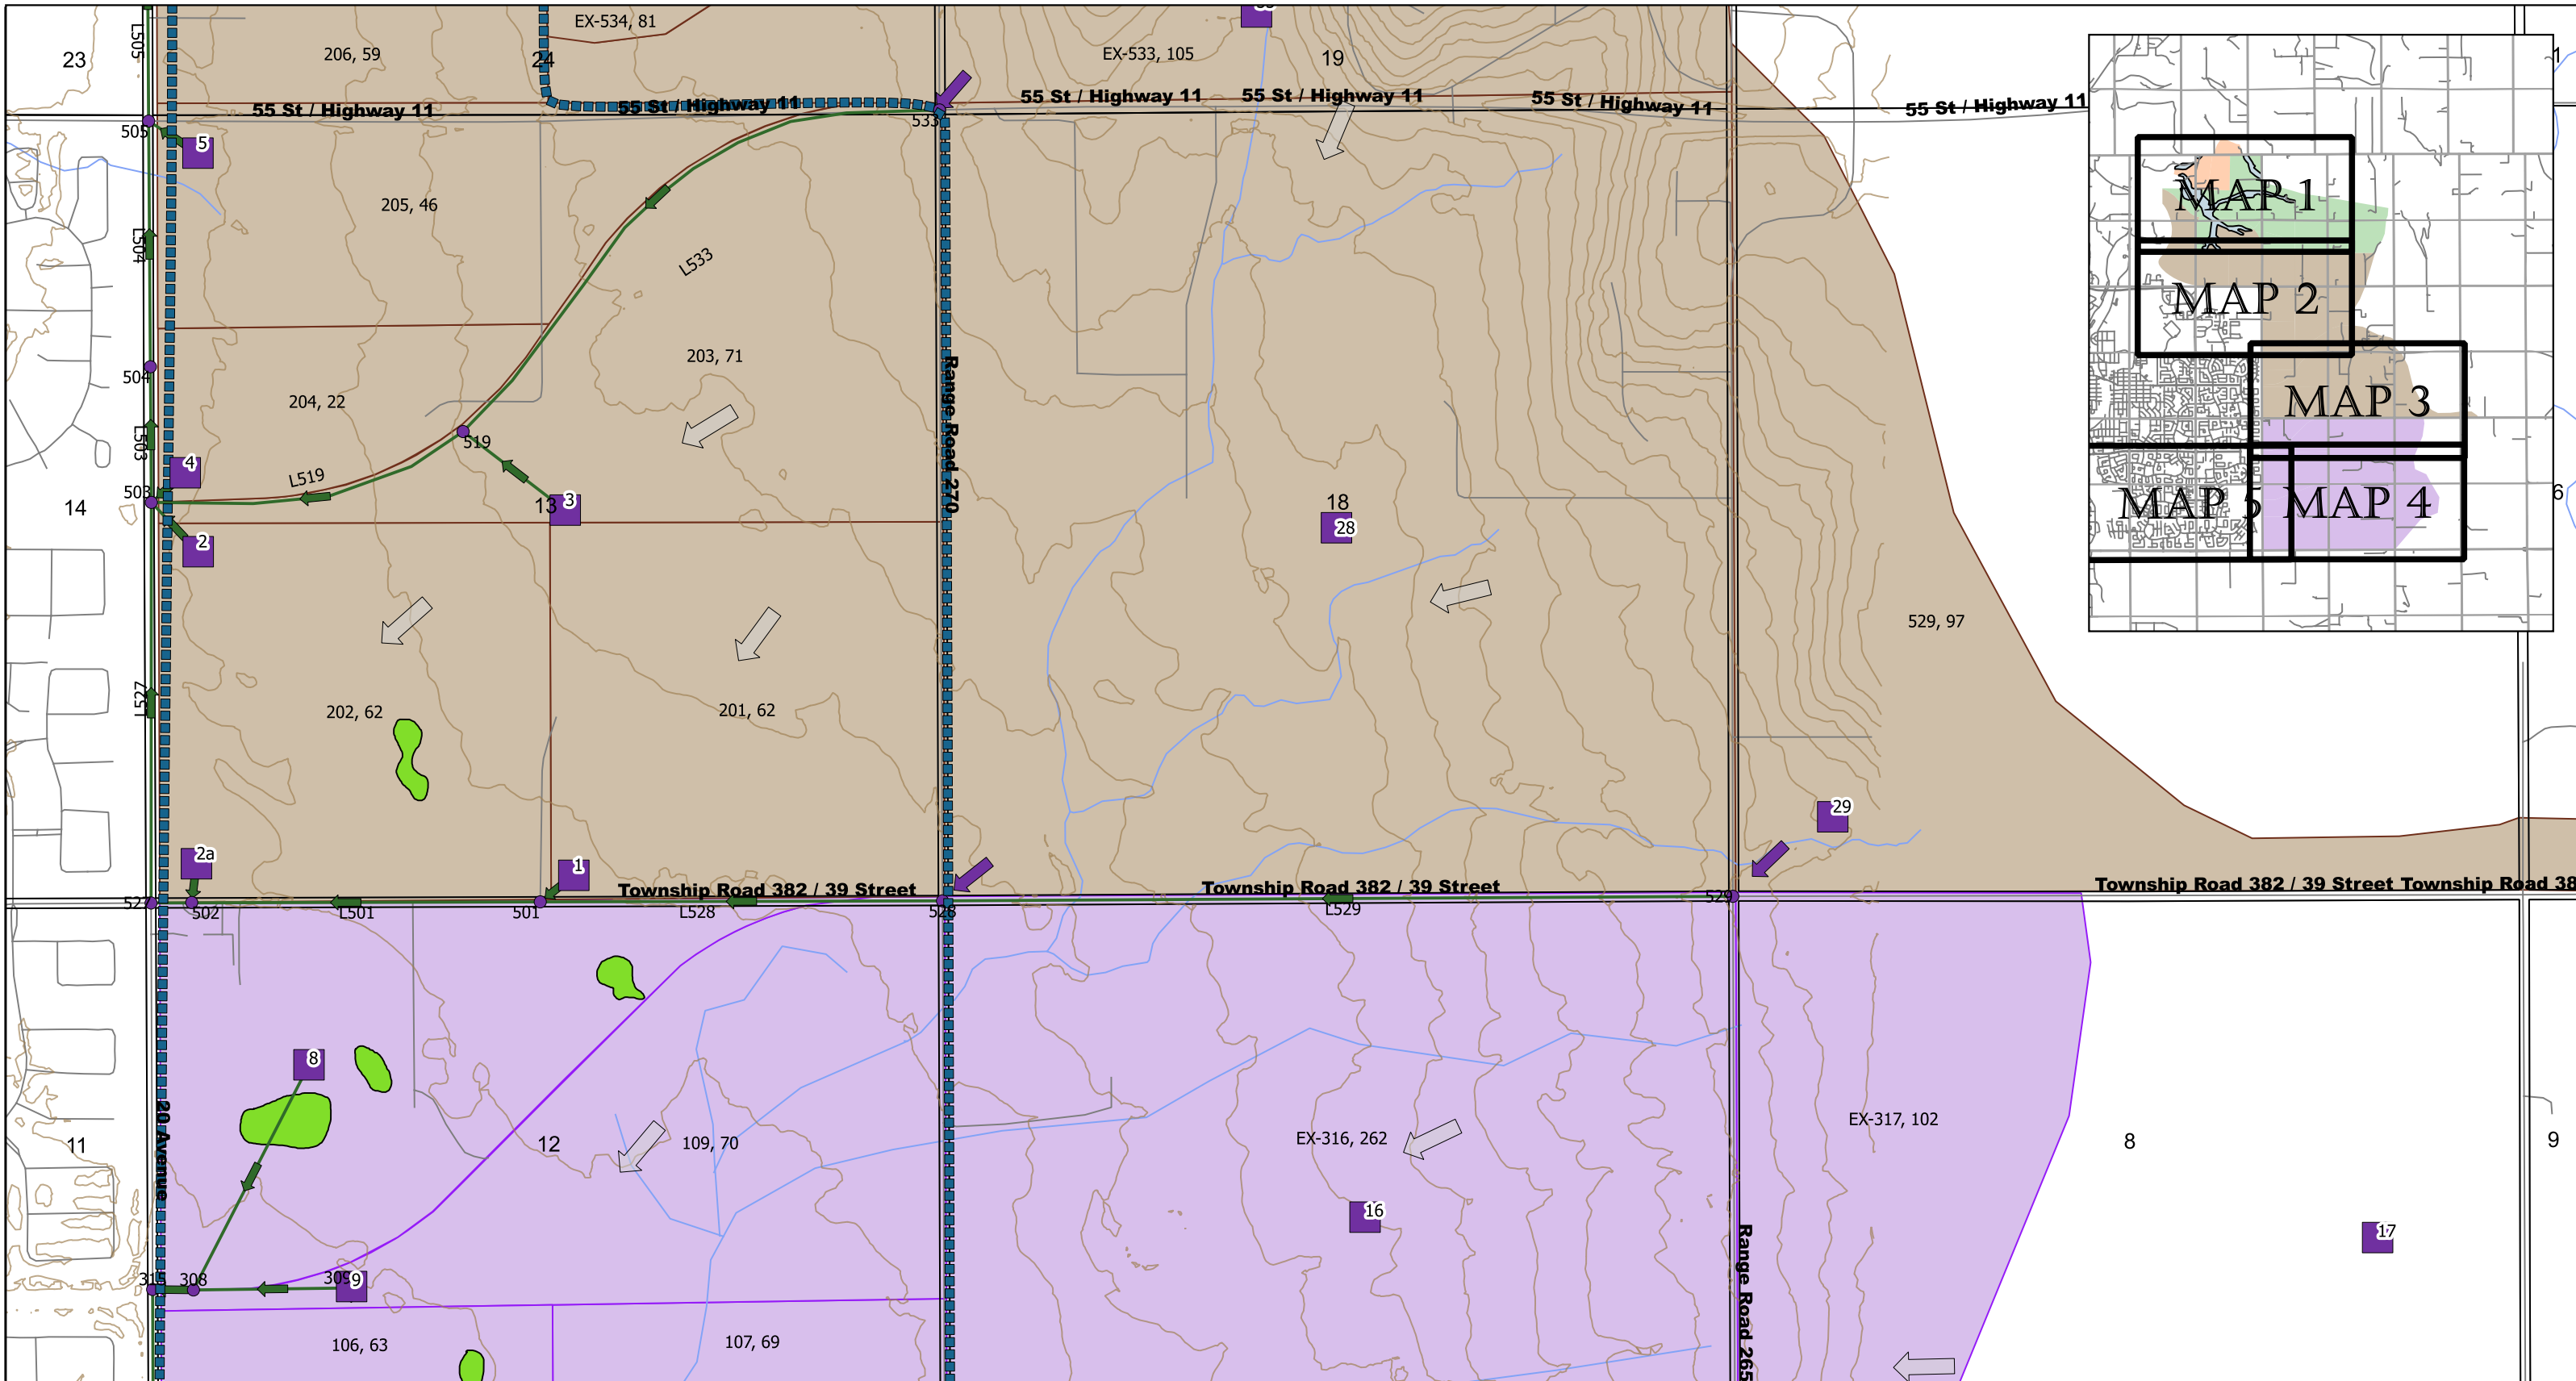 EX-534, 81
L505
23
206, 59
24
EX-533, 105
19
1
55 St / Highway 11
55 St / Highway 11
55 St / Highway 11
55 St / Highway 11
55 St / Highway 11
55 St / Highway 11
505
533
5
MAP 1
205, 46
L504
L533
MAP 2
203, 71
504
204, 22
Range Road 270
MAP 3
519
L503
4
L519
503
3
13
14
18
28
6
MAP 5
MAP 4
2
529, 97
L527
202, 62
201, 62
29
2a
1
Township Road 382 / 39 Street
Township Road 382 / 39 Street
Township Road 382 / 39 Street
Township Road 38
502
L501
501
L528
L529
529
8
20 Avenue
11
12
109, 70
EX-316, 262
EX-317, 102
8
9
16
17
Range Road 265
315
308
309
9
106, 63
107, 69